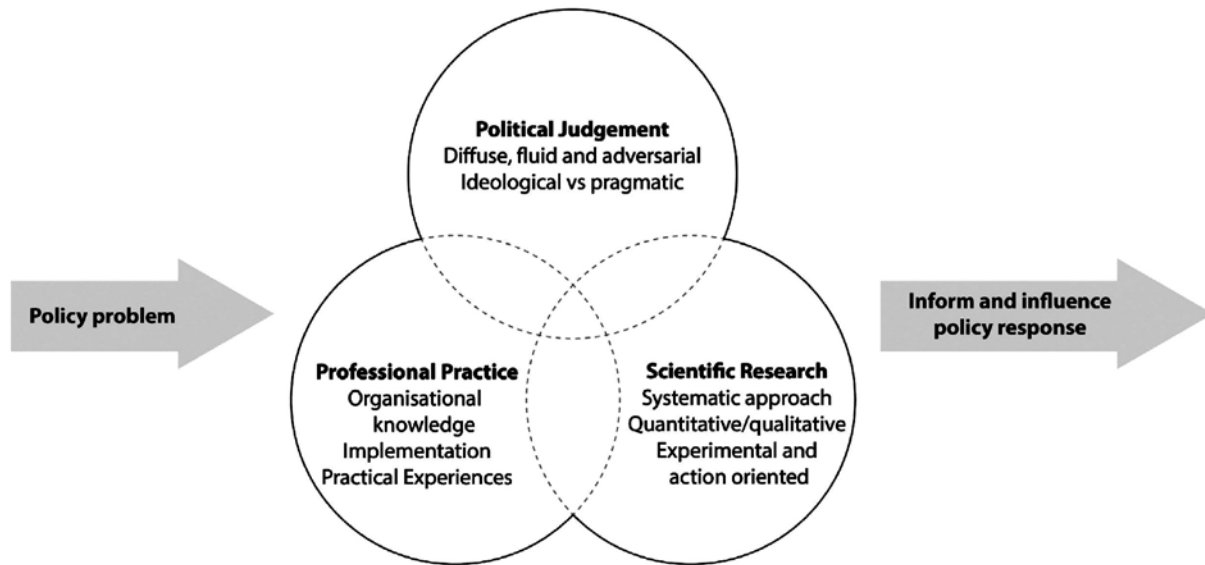 Political Judgement
Diffuse, fluid and adversarial
Ideological vs pragmatic
Policy problem
Inform and influence
policy response
Professional Practice
Organisational
knowledge
Implementation
Practical Experiences
Scientific Research
Systematic approach
Quantitative/qualitative
Experimental and
action oriented